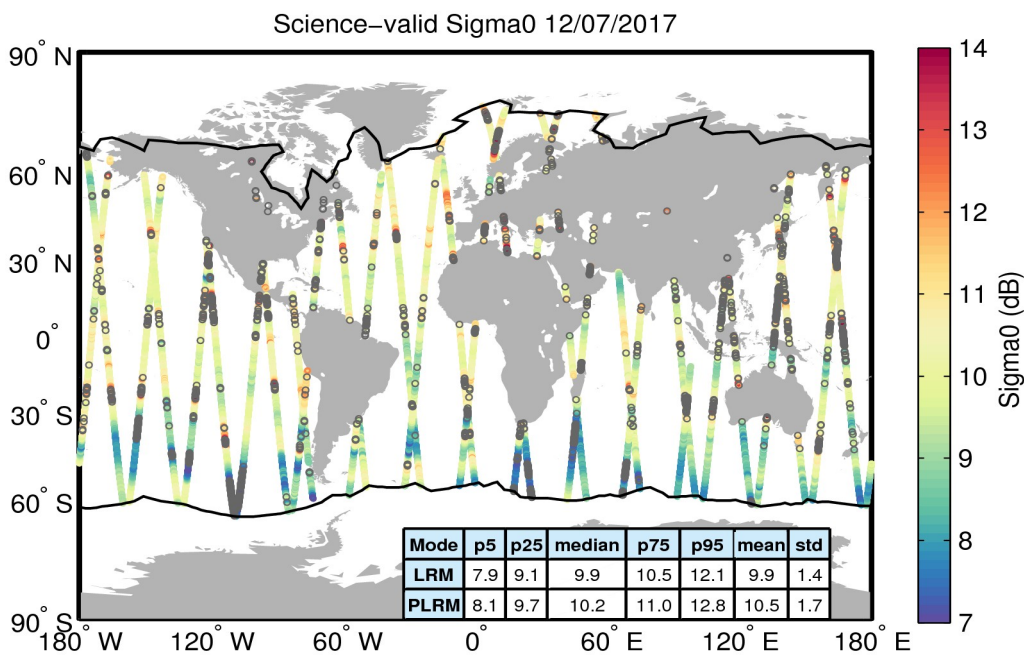 Science−valid Sigma0 12/07/2017
90° N
60° N
30° N
0°
30° S
60° S
90° S
180° W 120° W 60° W 0° 60° E 120° E 180° E
Mode p5 p25 median p75 p95 mean std
LRM 7.9 9.1 9.9 10.5 12.1 9.9 1.4
PLRM 8.1 9.7 10.2 11.0 12.8 10.5 1.7
14
13
12
11
10
9
8
7
Sigma0 (dB)